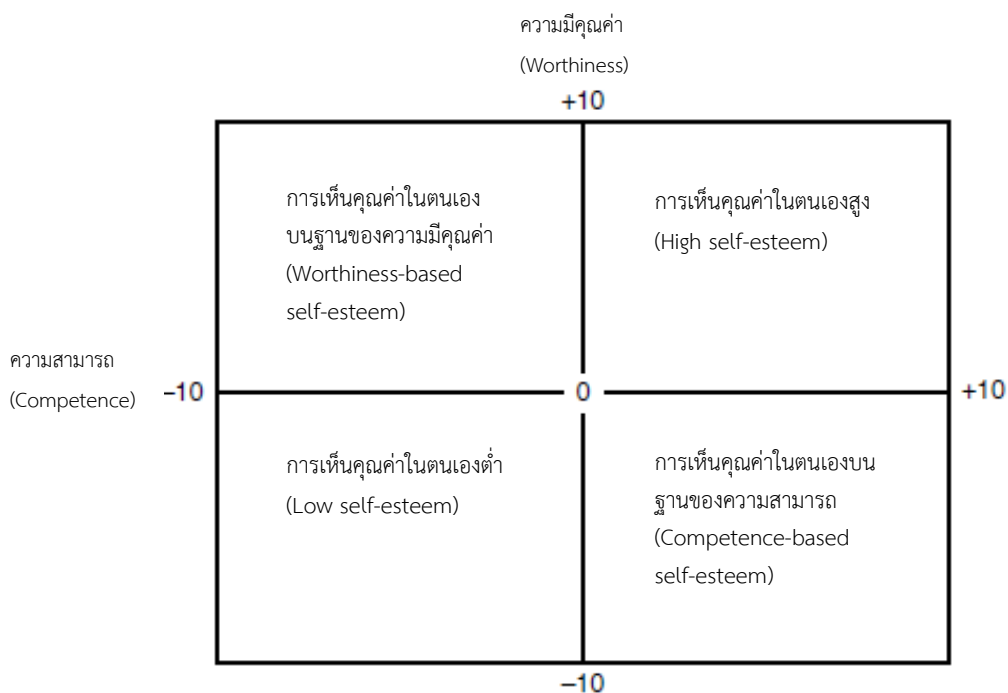 ความมีคุณค่า
(Worthiness)
+10
การเห็นคุณค่าในตนเอง
บนฐานของความมีคุณค่า
(Worthiness-based
self-esteem)
การเห็นคุณค่าในตนเองสูง
(High self-esteem)
ความสามารถ
(Competence)
–10
0
+10
การเห็นคุณค่าในตนเองต่ำ
(Low self-esteem)
การเห็นคุณค่าในตนเองบน
ฐานของความสามารถ
(Competence-based
self-esteem)
–10